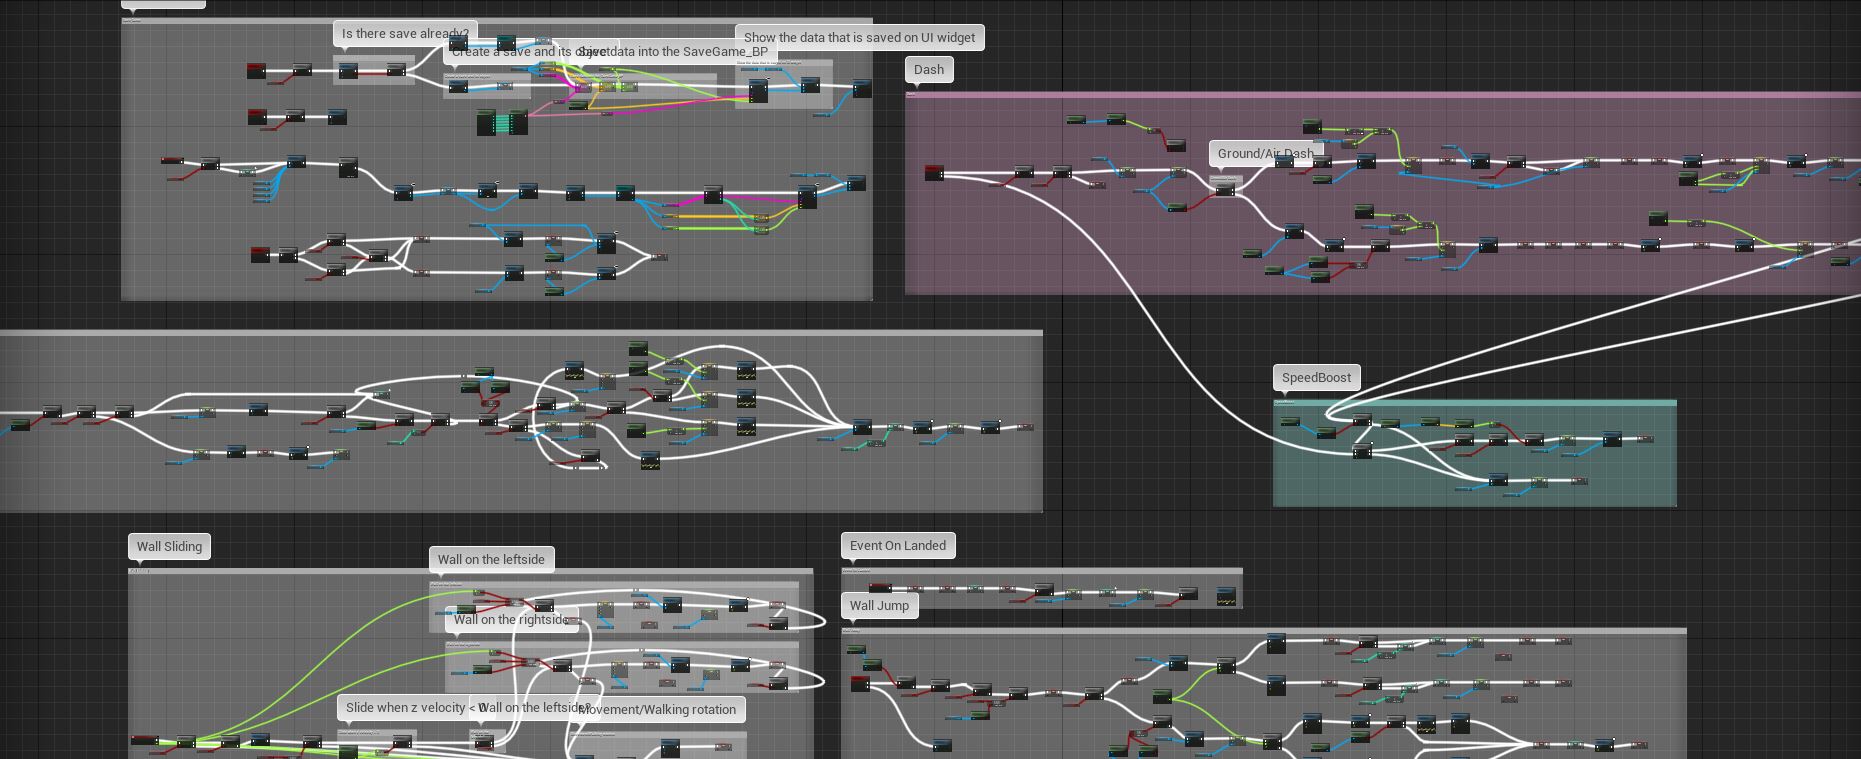 Is there save already?
Create a save and its object
Save data into the SaveGame_BP
Show the data that is saved on UI widget
Dash
Ground/Air Dash
SpeedBoost
Wall Sliding
Wall on the leftside
Event On Landed
Wall on the rightside
Wall Jump
Slide when z velocity < 0
Wall on the leftside?
Movement/Walking rotation